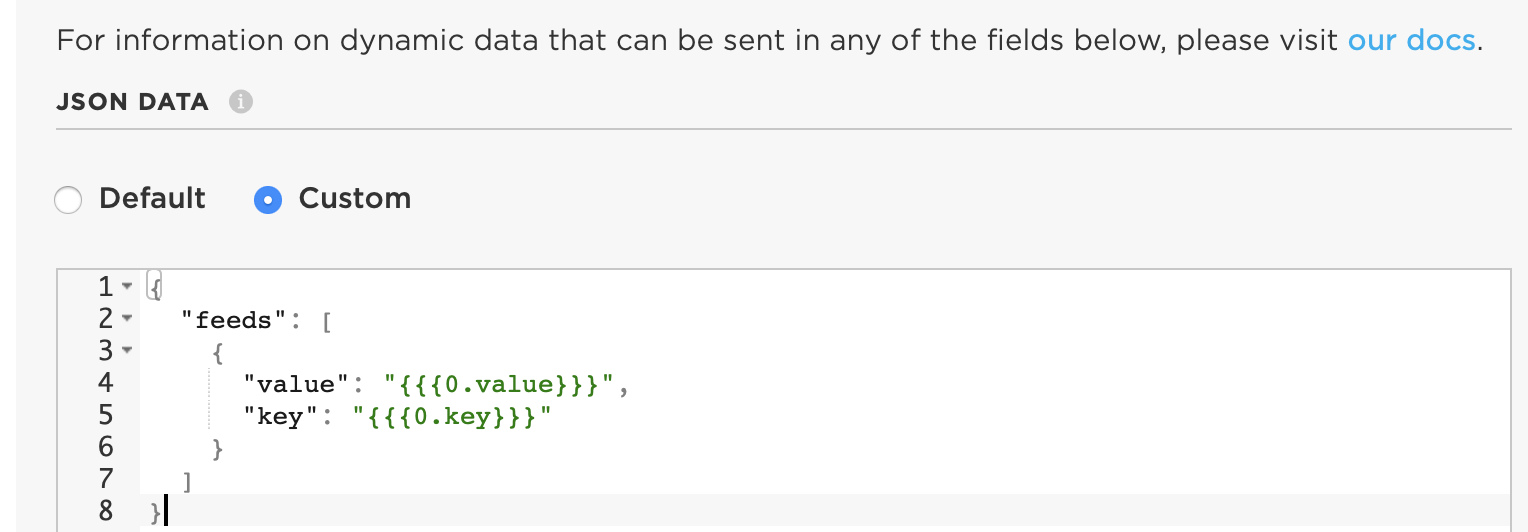 For information on dynamic data that can be sent in any of the fields below, please visit our docs.
JSON DATA i
Default Custom
1 {
2 "feeds": [
3 {
4 "value": "{{{0.value}}}",
5 "key": "{{{0.key}}}"
6 }
7 ]
8 }